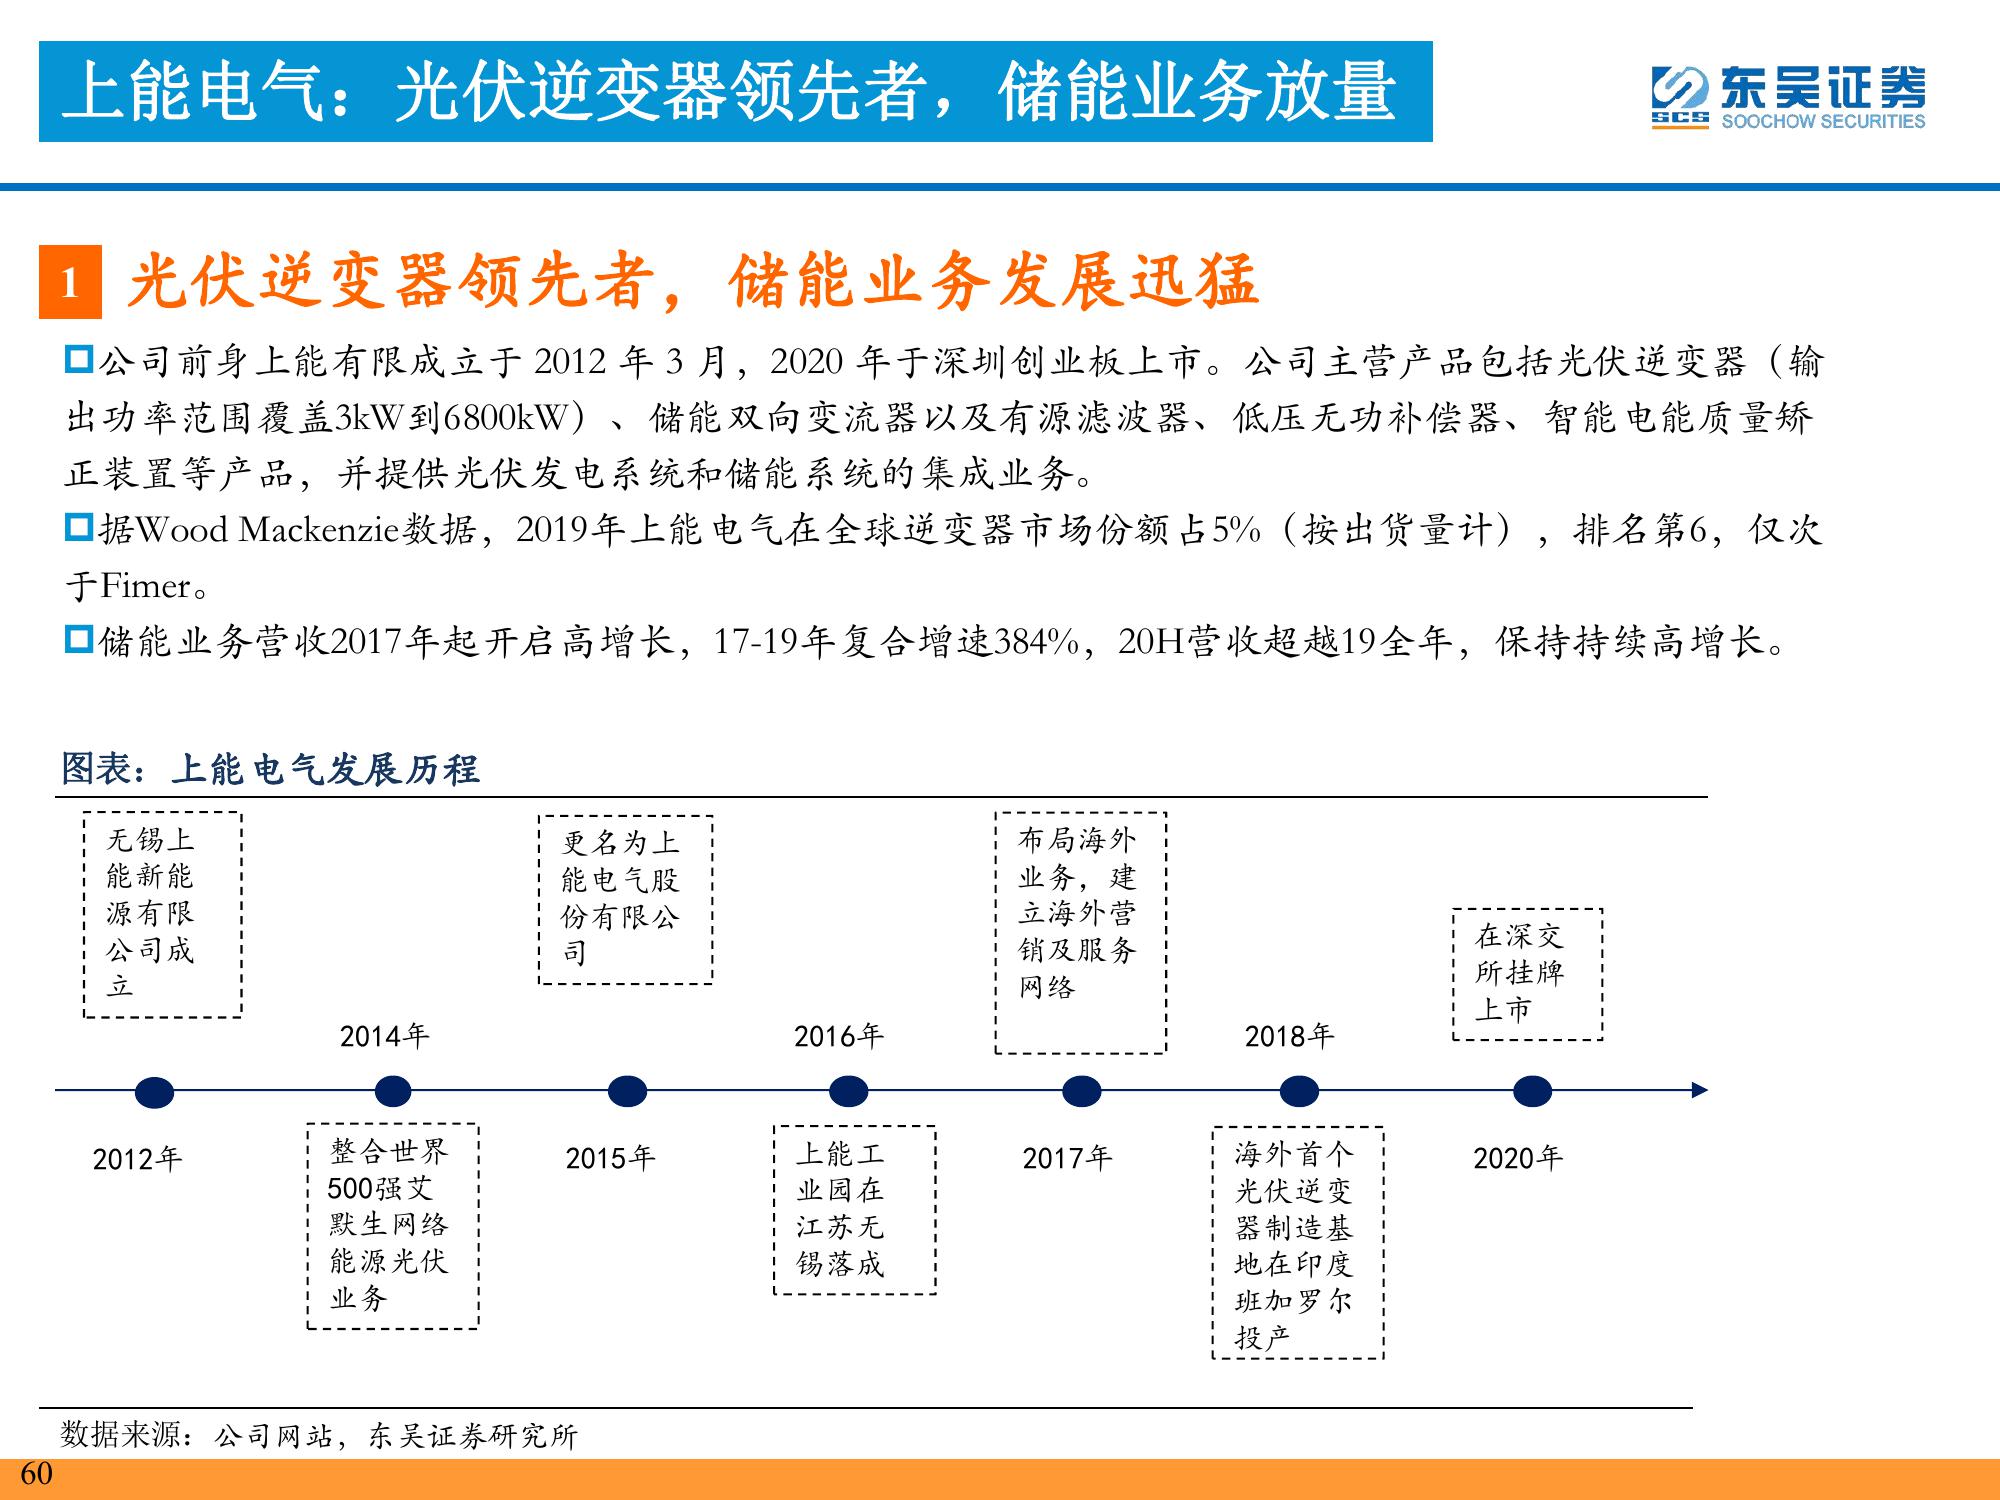 上能电气：光伏逆变器领先者，储能业务放量
东吴证券
SCS
SOOCHOW SECURITIES
1
光伏逆变器领先者，储能业务发展迅猛
公司前身上能有限成立于 2012 年 3 月，2020 年于深圳创业板上市。公司主营产品包括光伏逆变器（输
出功率范围覆盖3kW到6800kW）、储能双向变流器以及有源滤波器、低压无功补偿器、智能电能质量矫
正装置等产品，并提供光伏发电系统和储能系统的集成业务。
据Wood Mackenzie数据，2019年上能电气在全球逆变器市场份额占5%（按出货量计），排名第6，仅次
于Fimer。
储能业务营收2017年起开启高增长，17-19年复合增速384%，20H营收超越19全年，保持持续高增长。
图表：上能电气发展历程
无锡上
能新能
源有限
公司成
立
2012年
2014年
整合世界
500强艾
默生网络
能源光伏
业务
更名为上
能电气股
份有限公
司
2015年
2016年
上能工
业园在
江苏无
锡落成
布局海外
业务，建
立海外营
销及服务
网络
2017年
2018年
海外首个
光伏逆变
器制造基
地在印度
班加罗尔
投产
在深交
所挂牌
上市
2020年
数据来源：公司网站，东吴证券研究所
60